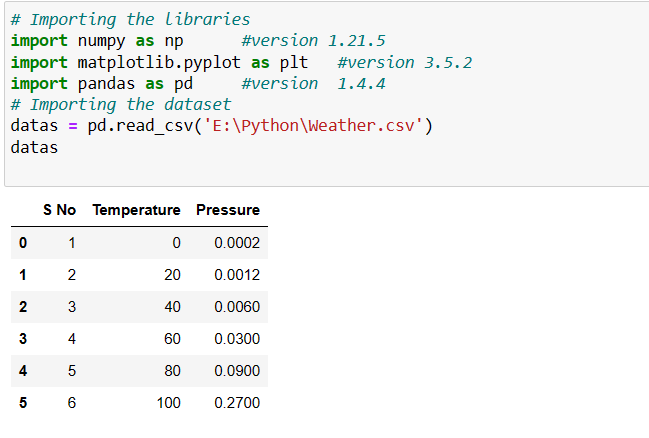 # Importing the libraries
import numpy as np      #version 1.21.5
import matplotlib.pyplot as plt   #version 3.5.2
import pandas as pd     #version  1.4.4
# Importing the dataset
datas = pd.read_csv('E:\Python\Weather.csv')
datas
S No Temperature Pressure
0 1 0 0.0002
1 2 20 0.0012
2 3 40 0.0060
3 4 60 0.0300
4 5 80 0.0900
5 6 100 0.2700